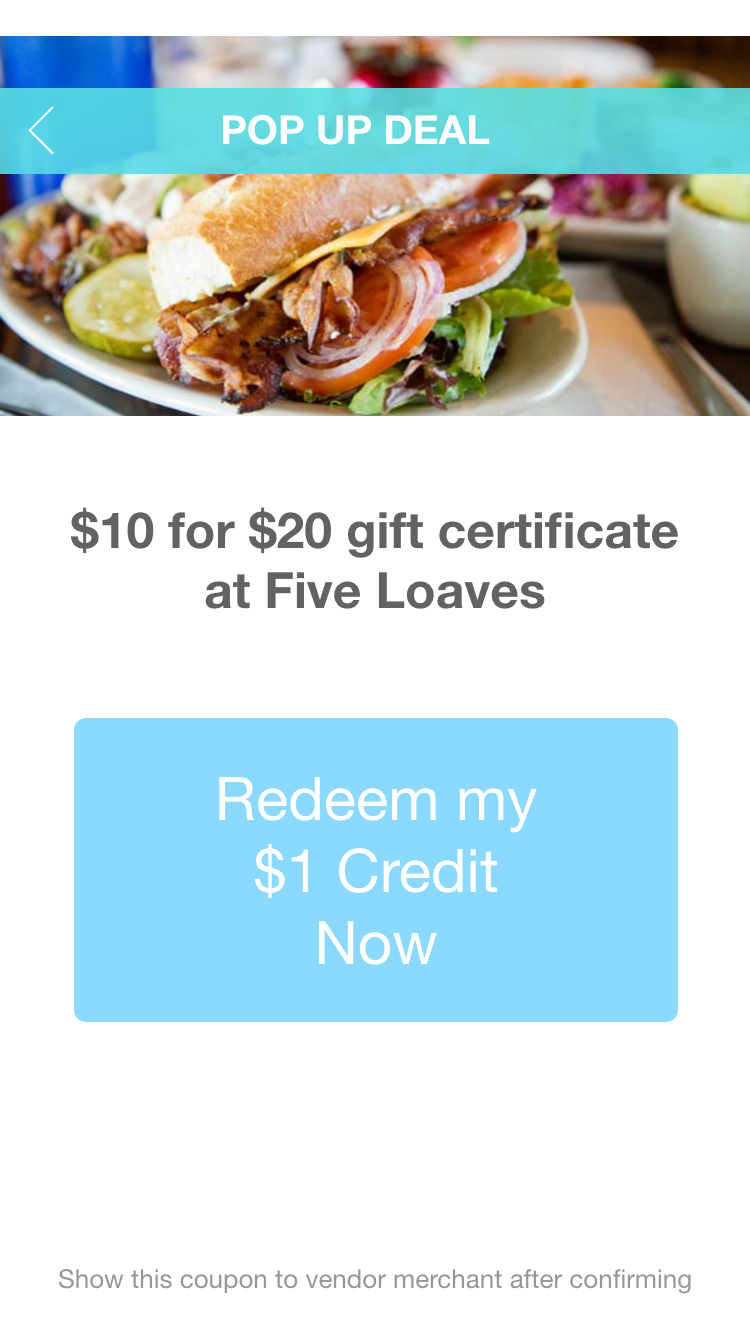 POP UP DEAL
$10 for $20 gift certificate
at Five Loaves
Redeem my
$1 Credit
Now
Show this coupon to vendor merchant after confirming